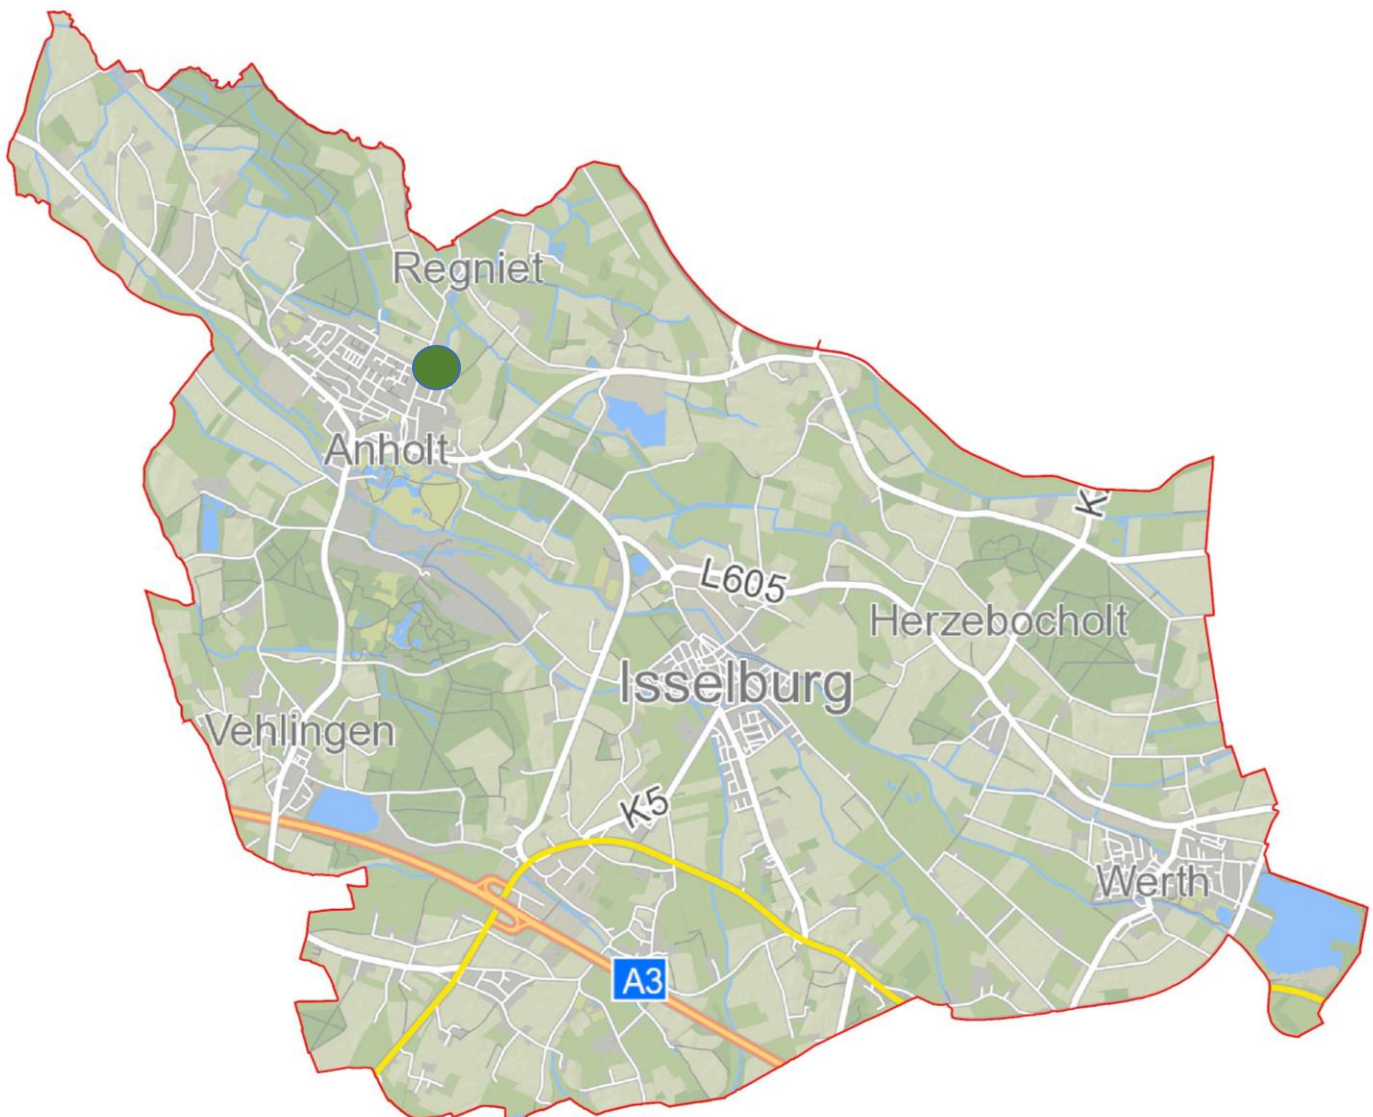 Regniet
Anholt
K
L605
Herzebocholt
Isselburg
Vehlingen
K5
Werth
A3